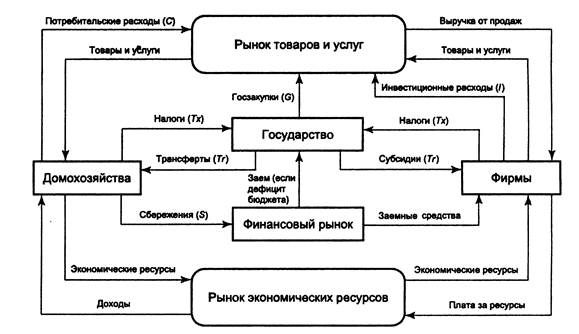 Потребительские расходы (C)
Выручка от продаж
Рынок товаров и услуг
Товары и услуги
Товары и услуги
Госзакупки (G)
Инвестиционные расходы (I)
Налоги (Tx)
Государство
Налоги (Tx)
Трансферты (Tr)
Субсидии (Tr)
Домохозяйства
Заем (если
дефицит
бюджета)
Фирмы
Сбережения (S)
Финансовый рынок
Заемные средства
Экономические ресурсы
Экономические ресурсы
Рынок экономических ресурсов
Доходы
Плата за ресурсы